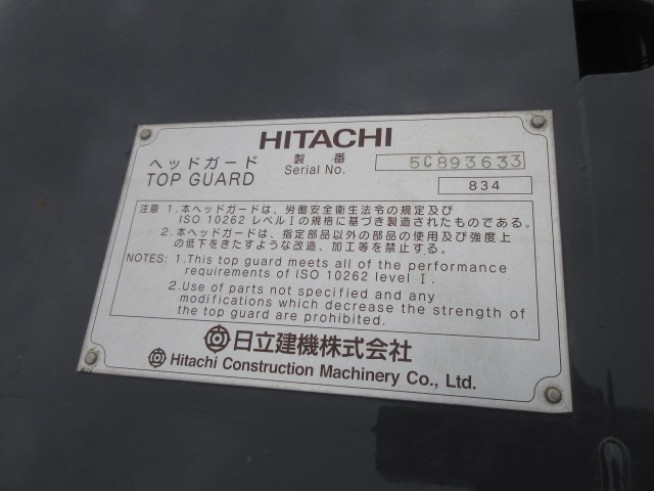 HITACHI
ヘッドガード 製番 5C893633
TOP GUARD Serial No.
834
注意 1.本ヘッドガードは、労働安全衛生法令の規定及び
ISO 10262 レベルⅠの規格に基づき製造されたものである。
2.本ヘッドガードは、指定部品以外の部品の使用及び強度上
の低下をきたすような改造、加工等を禁止する。
NOTES: 1.This top guard meets all of the performance
requirements of ISO 10262 level Ⅰ.
2.Use of parts not specified and any
modifications which decrease the strength of
the top guard are prohibited.
日立建機株式会社
Hitachi Construction Machinery Co., Ltd.